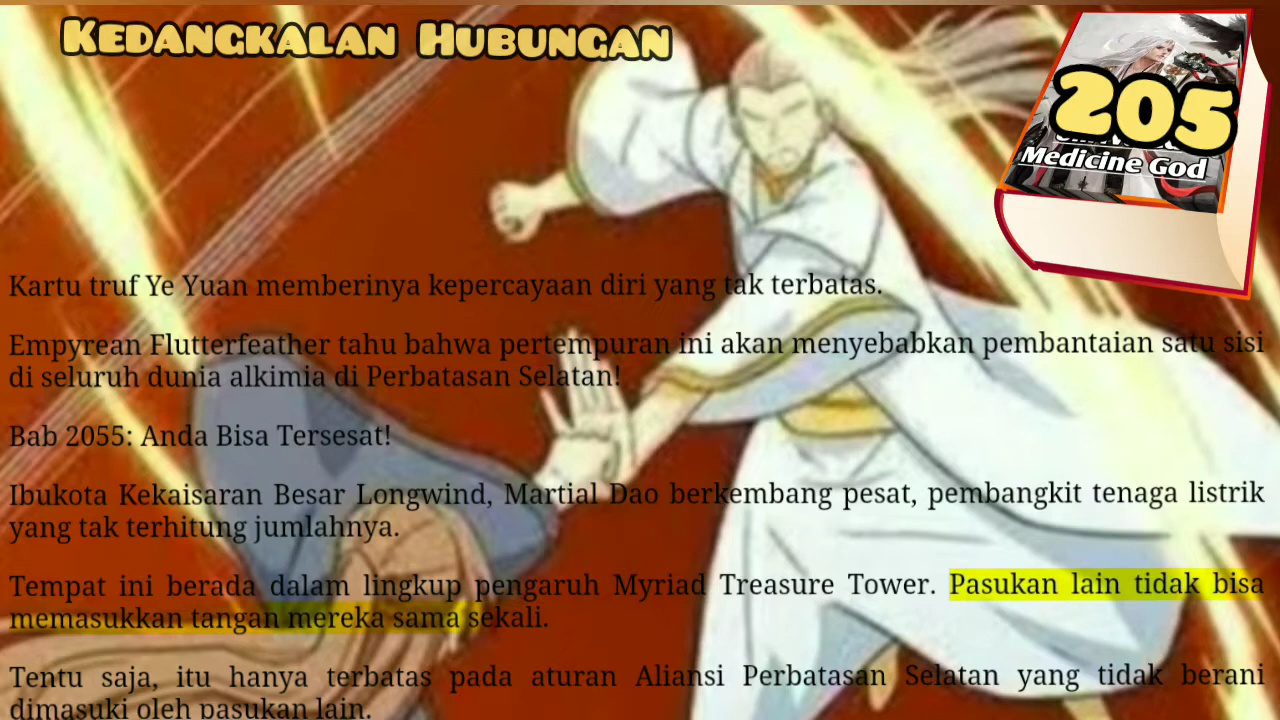 Kedangkalan Hubungan
205
Medicine God
Kartu truf Ye Yuan memberinya kepercayaan diri yang tak terbatas.
Empyrean Flutterfeather tahu bahwa pertempuran ini akan menyebabkan pembantaian satu sisi
di seluruh dunia alkimia di Perbatasan Selatan!
Bab 2055: Anda Bisa Tersesat!
Ibukota Kekaisaran Besar Longwind, Martial Dao berkembang pesat, pembangkit tenaga listrik
yang tak terhitung jumlahnya.
Tempat ini berada dalam lingkup pengaruh Myriad Treasure Tower. Pasukan lain tidak bisa
memasukkan tangan mereka sama sekali.
Tentu saja, itu hanya terbatas pada aturan Aliansi Perbatasan Selatan yang tidak berani
dimasuki oleh pasukan lain.